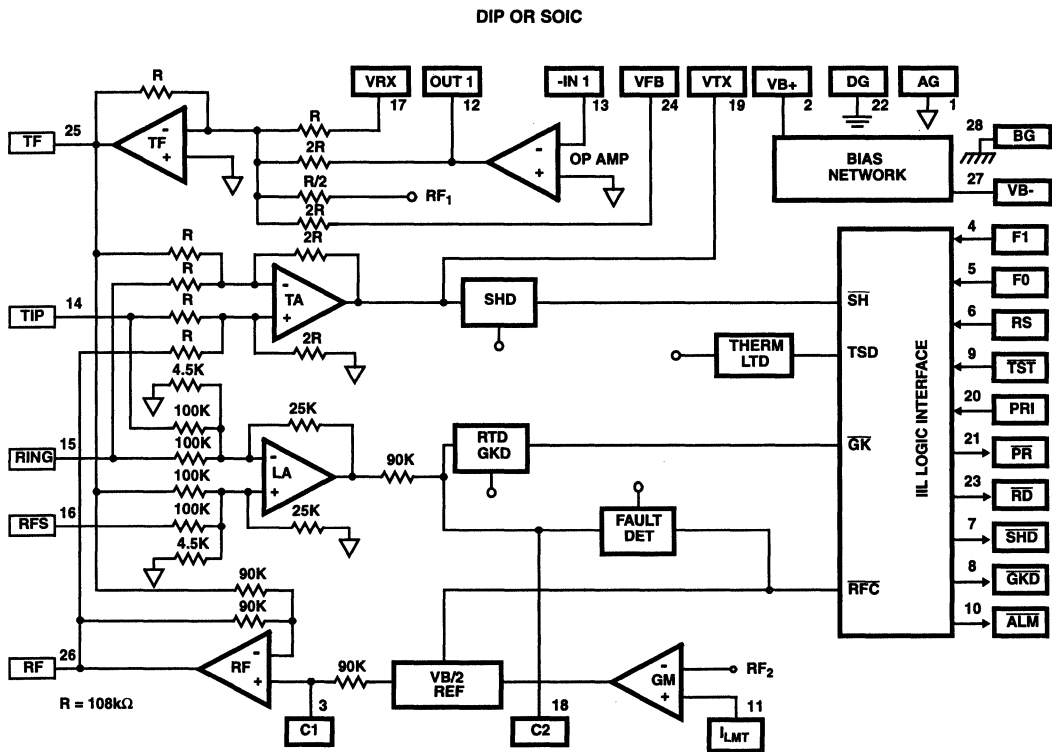 DIP OR SOIC
R
VRX
17
OUT 1
12
-IN 1
13
VFB
24
VTX
19
VB+
2
DG
22
AG
1
TF
25
TF
-
+
R
2R
R/2
RF1
2R
-
+
OP AMP
BIAS
NETWORK
28
BG
27
VB-
R
R
TIP
14
R
R
2R
-
TA
+
2R
SHD
THERM
LTD
4.5K
100K
RING
15
100K
100K
RFS
16
100K
4.5K
25K
-
LA
+
25K
90K
RTD
GKD
FAULT
DET
SH
TSD
GK
RFC
IIL LOGIC INTERFACE
4
F1
5
F0
6
RS
9
TST
20
PRI
21
PR
23
RD
7
SHD
8
GKD
10
ALM
90K
90K
RF
26
-
RF
+
90K
VB/2
REF
-
GM
+
RF2
R = 108kΩ
3
C1
18
C2
11
ILMT